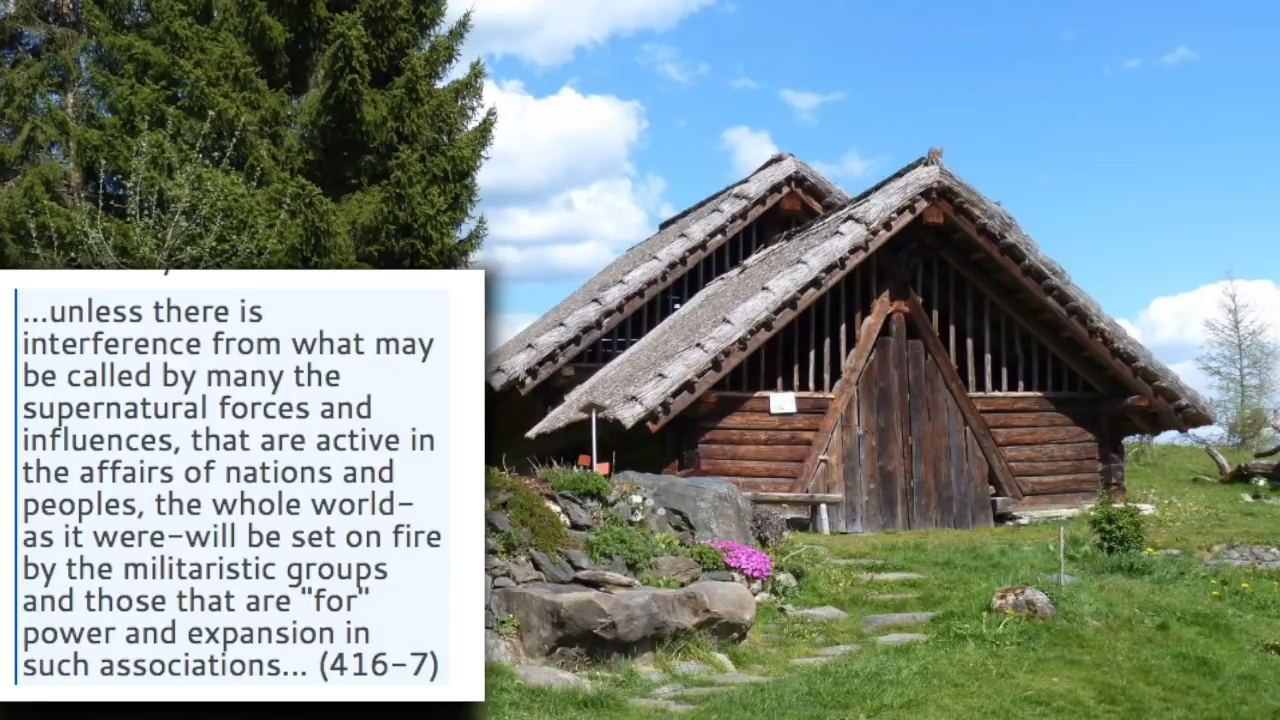 ...unless there is
interference from what may
be called by many the
supernatural forces and
influences, that are active in
the affairs of nations and
peoples, the whole world-
as it were-will be set on fire
by the militaristic groups
and those that are "for"
power and expansion in
such associations... (416-7)